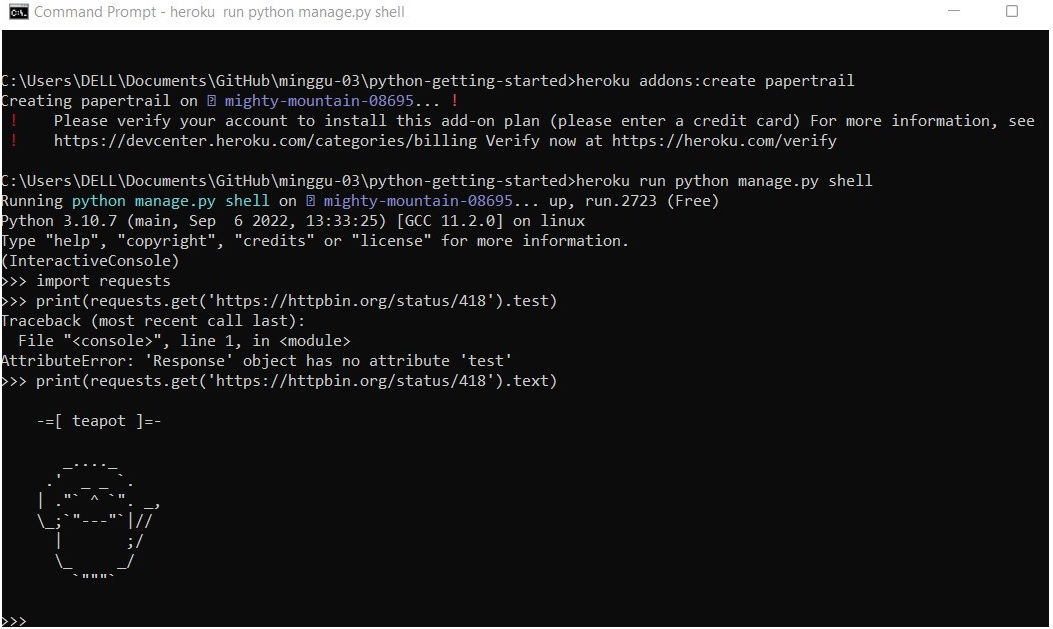 Command Prompt - heroku  run python manage.py shell
C:\Users\DELL\Documents\GitHub\minggu-03\python-getting-started>heroku addons:create papertrail
Creating papertrail on ⍰ mighty-mountain-08695... !
 !    Please verify your account to install this add-on plan (please enter a credit card) For more information, see
 !    https://devcenter.heroku.com/categories/billing Verify now at https://heroku.com/verify
C:\Users\DELL\Documents\GitHub\minggu-03\python-getting-started>heroku run python manage.py shell
Running python manage.py shell on ⍰ mighty-mountain-08695... up, run.2723 (Free)
Python 3.10.7 (main, Sep  6 2022, 13:33:25) [GCC 11.2.0] on linux
Type "help", "copyright", "credits" or "license" for more information.
(InteractiveConsole)
>>> import requests
>>> print(requests.get('https://httpbin.org/status/418').test)
Traceback (most recent call last):
  File "<console>", line 1, in <module>
AttributeError: 'Response' object has no attribute 'test'
>>> print(requests.get('https://httpbin.org/status/418').text)
    -=[ teapot ]=-
       _...._
     .'  _ _ `.
    | ."` ^ `". _,
    \_;`"---"`|//
      |       ;/
      \_     _/
        `"""`
>>>